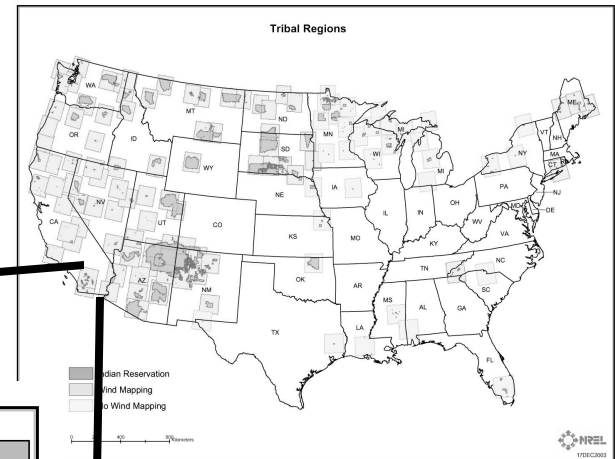 Tribal Regions
WA
MT
ND
MN
ME
OR
ID
SD
WI
MI
MI
VT
NH
NY
MA
CT
RI
WY
IA
NE
PA
NJ
NV
UT
CO
IL
IN
OH
MD
DE
CA
KS
MO
WV
VA
KY
AZ
NM
OK
AR
TN
NC
SC
MS
AL
GA
TX
LA
FL
ndian Reservation
Wind Mapping
o Wind Mapping
0
400
800 Kilometers
NREL
17DEC2003